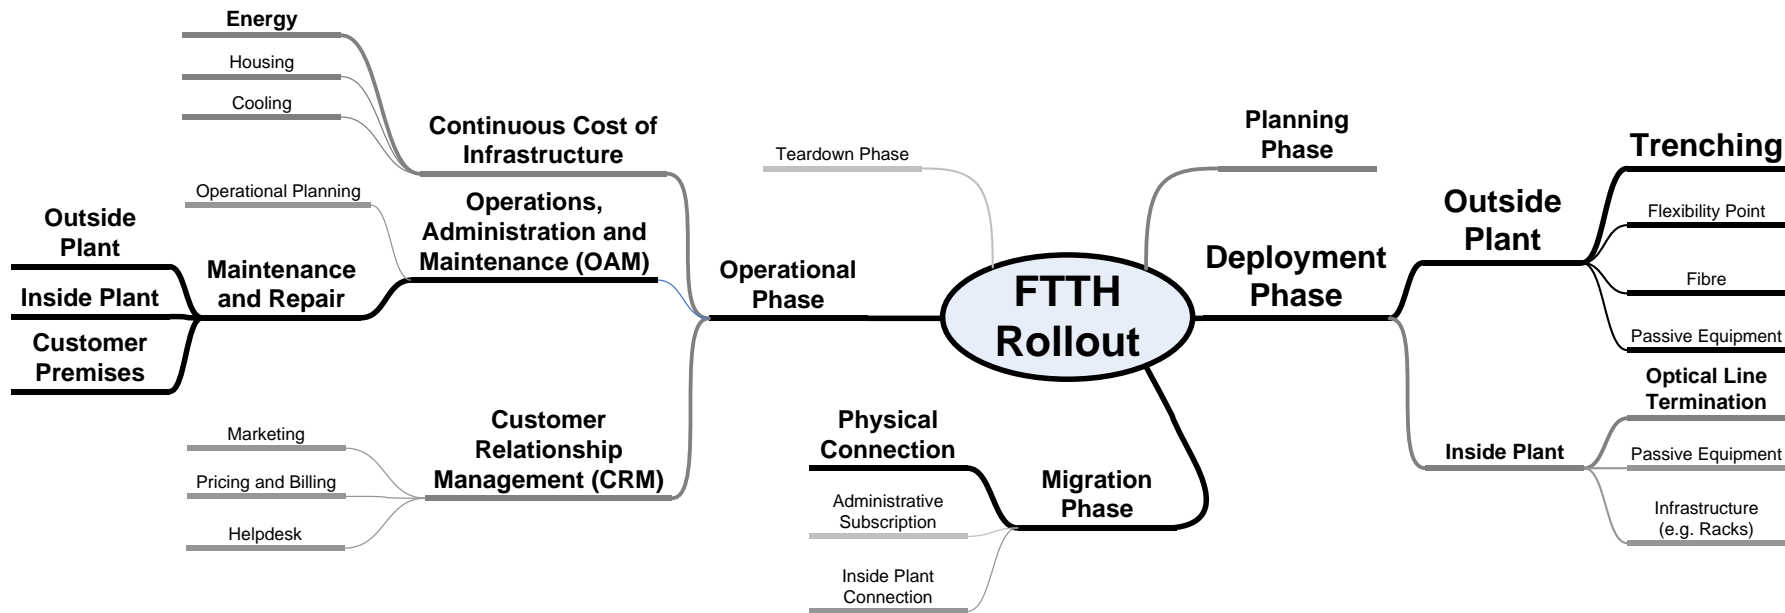 Energy
Housing
Cooling
Continuous Cost of
Infrastructure
Operational Planning
Operations,
Administration and
Maintenance (OAM)
Outside
Plant
Inside Plant
Customer
Premises
Maintenance
and Repair
Operational
Phase
Marketing
Pricing and Billing
Helpdesk
Customer
Relationship
Management (CRM)
Teardown Phase
FTTH
Rollout
Physical
Connection
Administrative
Subscription
Inside Plant
Connection
Migration
Phase
Planning
Phase
Deployment
Phase
Outside
Plant
Trenching
Flexibility Point
Fibre
Passive Equipment
Inside Plant
Optical Line
Termination
Passive Equipment
Infrastructure
(e.g. Racks)